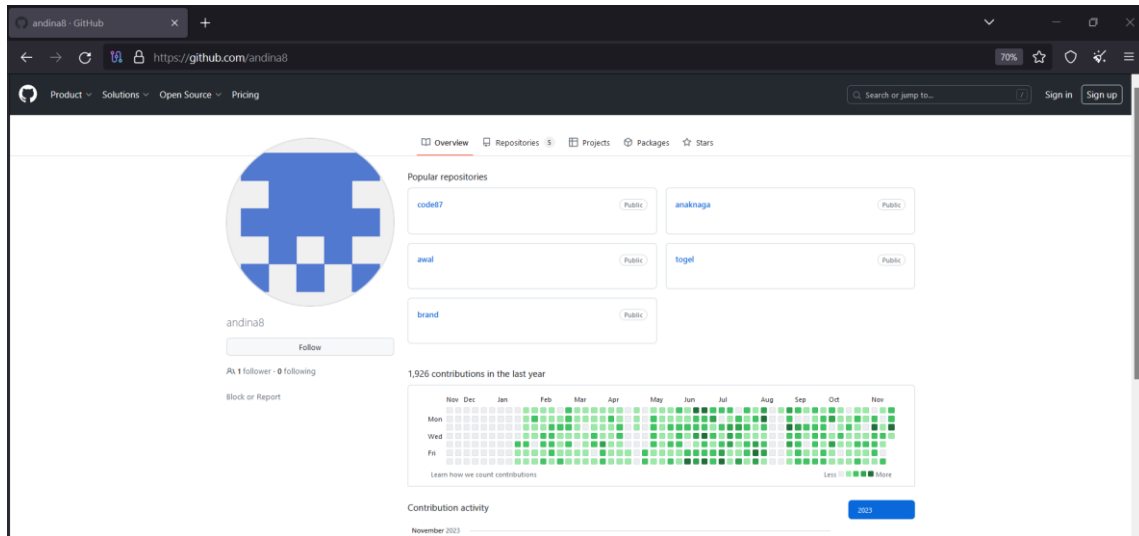 andina8 · GitHub
https://github.com/andina8
70%
Product Solutions Open Source Pricing
Search or jump to...
/
Sign in
Sign up
Overview
Repositories 5
Projects
Packages
Stars
Popular repositories
code87 Public
anaknaga Public
awal Public
togel Public
brand Public
andina8
Follow
1 follower · 0 following
Block or Report
1,926 contributions in the last year
Nov Dec Jan Feb Mar Apr May Jun Jul Aug Sep Oct Nov
Mon
Wed
Fri
Learn how we count contributions
Less More
Contribution activity
2023
November 2023